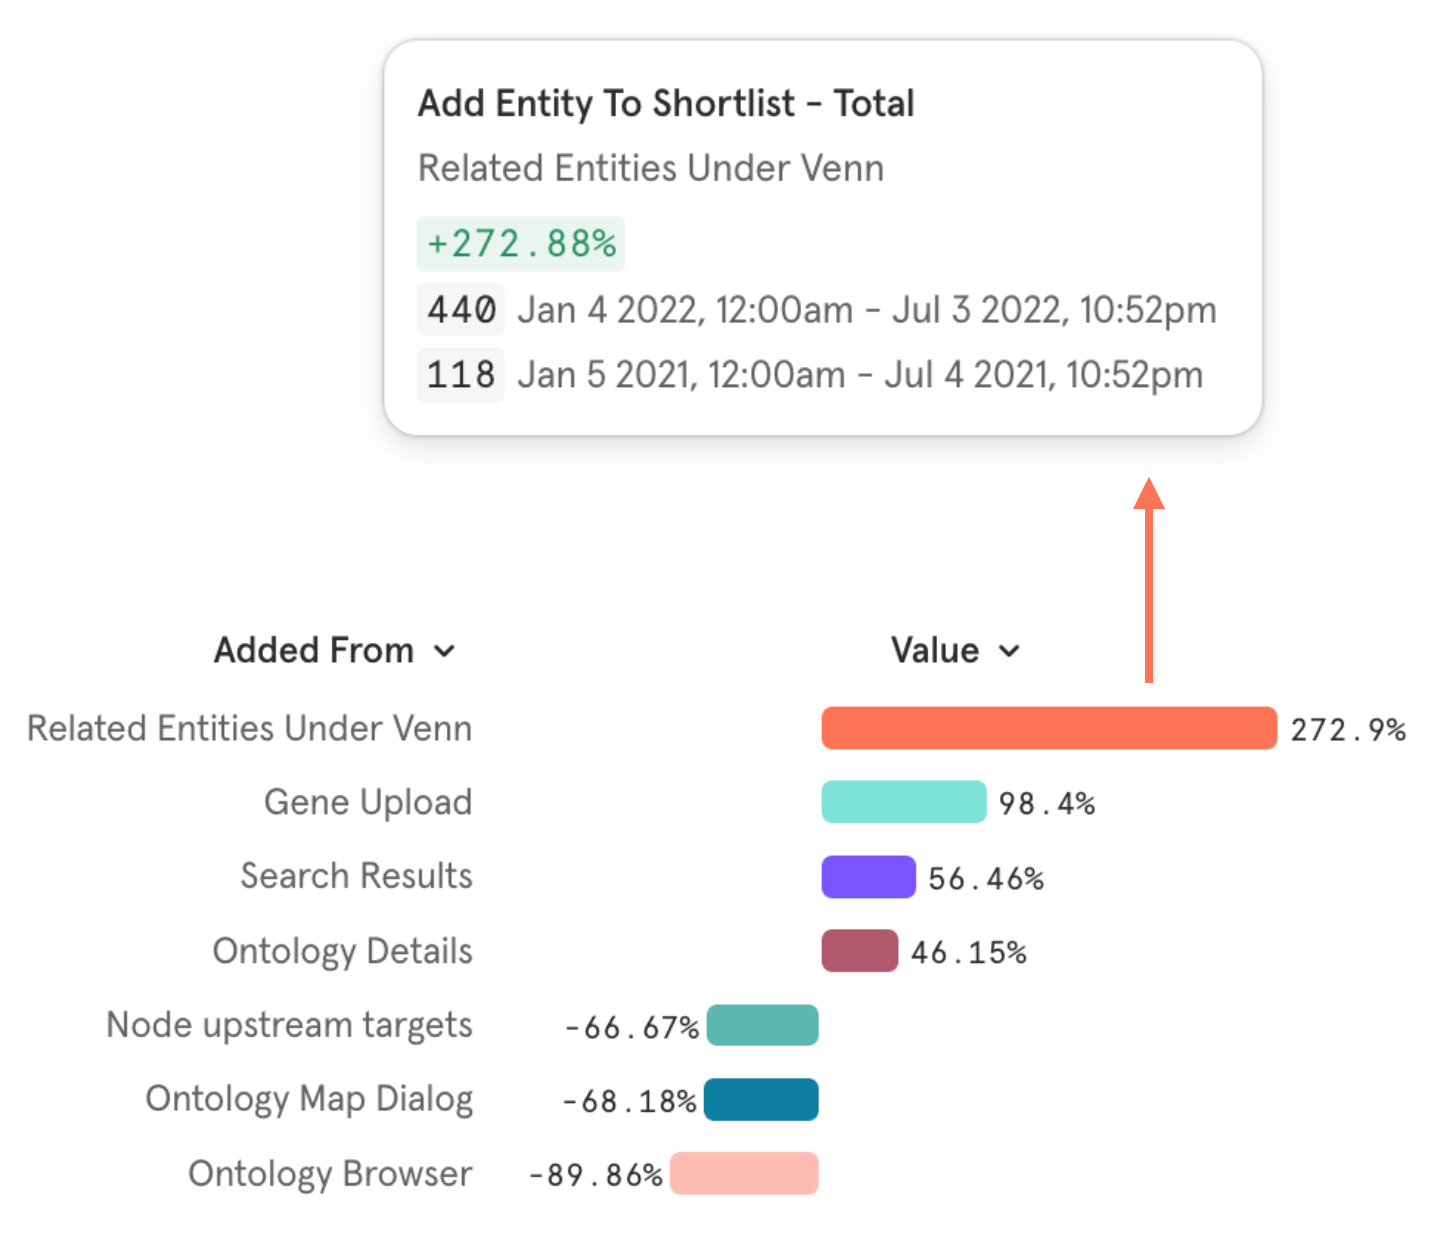 Add Entity To Shortlist - Total
Related Entities Under Venn
+272.88%
440 Jan 4 2022, 12:00am - Jul 3 2022, 10:52pm
118 Jan 5 2021, 12:00am - Jul 4 2021, 10:52pm
Added From Value
Related Entities Under Venn 272.9%
Gene Upload 98.4%
Search Results 56.46%
Ontology Details 46.15%
Node upstream targets -66.67%
Ontology Map Dialog -68.18%
Ontology Browser -89.86%